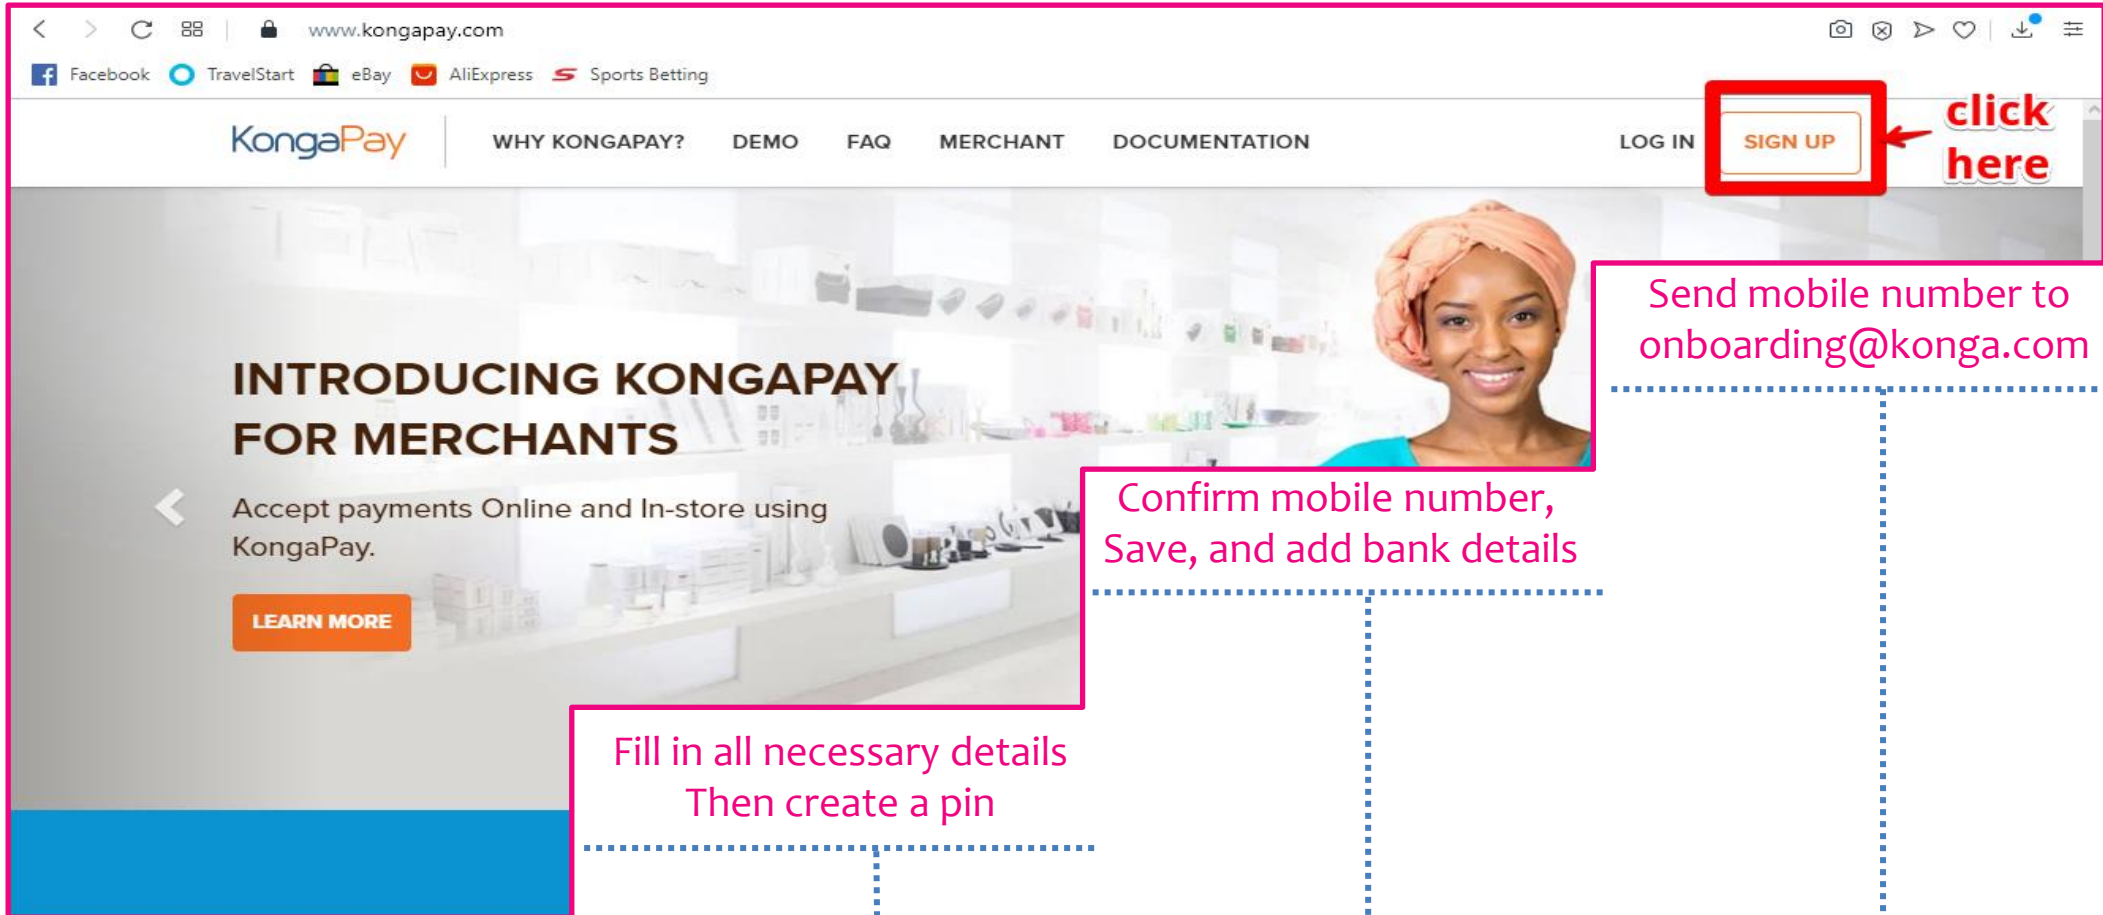 www.kongapay.com
Facebook TravelStart eBay AliExpress Sports Betting
KongaPay WHY KONGAPAY? DEMO FAQ MERCHANT DOCUMENTATION LOG IN SIGN UP
click
here
Send mobile number to
onboarding@konga.com
INTRODUCING KONGAPAY
FOR MERCHANTS
Accept payments Online and In-store using
KongaPay.
LEARN MORE
Confirm mobile number,
Save, and add bank details
Fill in all necessary details
Then create a pin